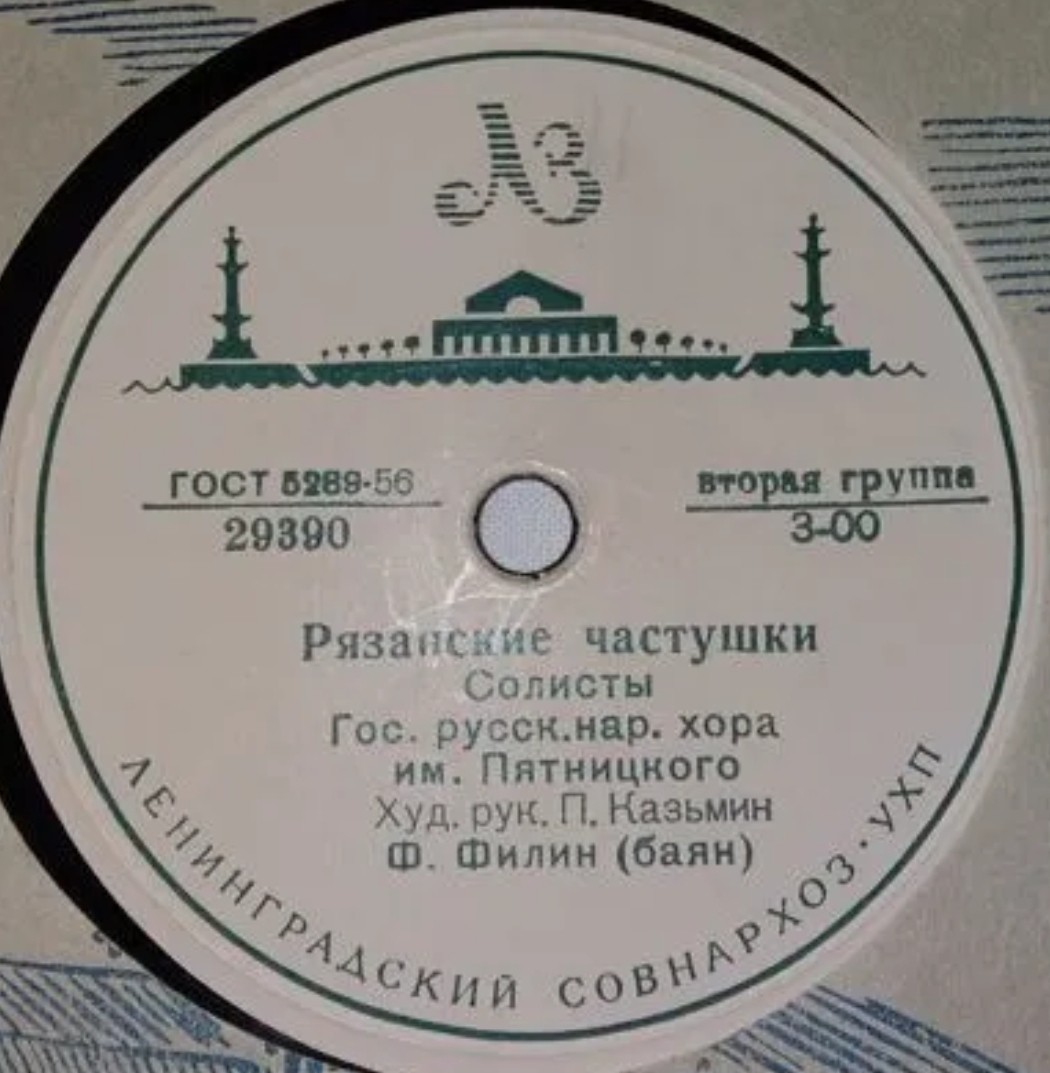 ЛЗ
ГОСТ 5289-56
29390
вторая группа
3-00
Рязанские частушки
Солисты
Гос. русск.нар. хора
им. Пятницкого
Худ. рук. П. Казьмин
Ф. Филин (баян)
ЛЕНИНГРАДСКИЙ СОВНАРХОЗ·УХП